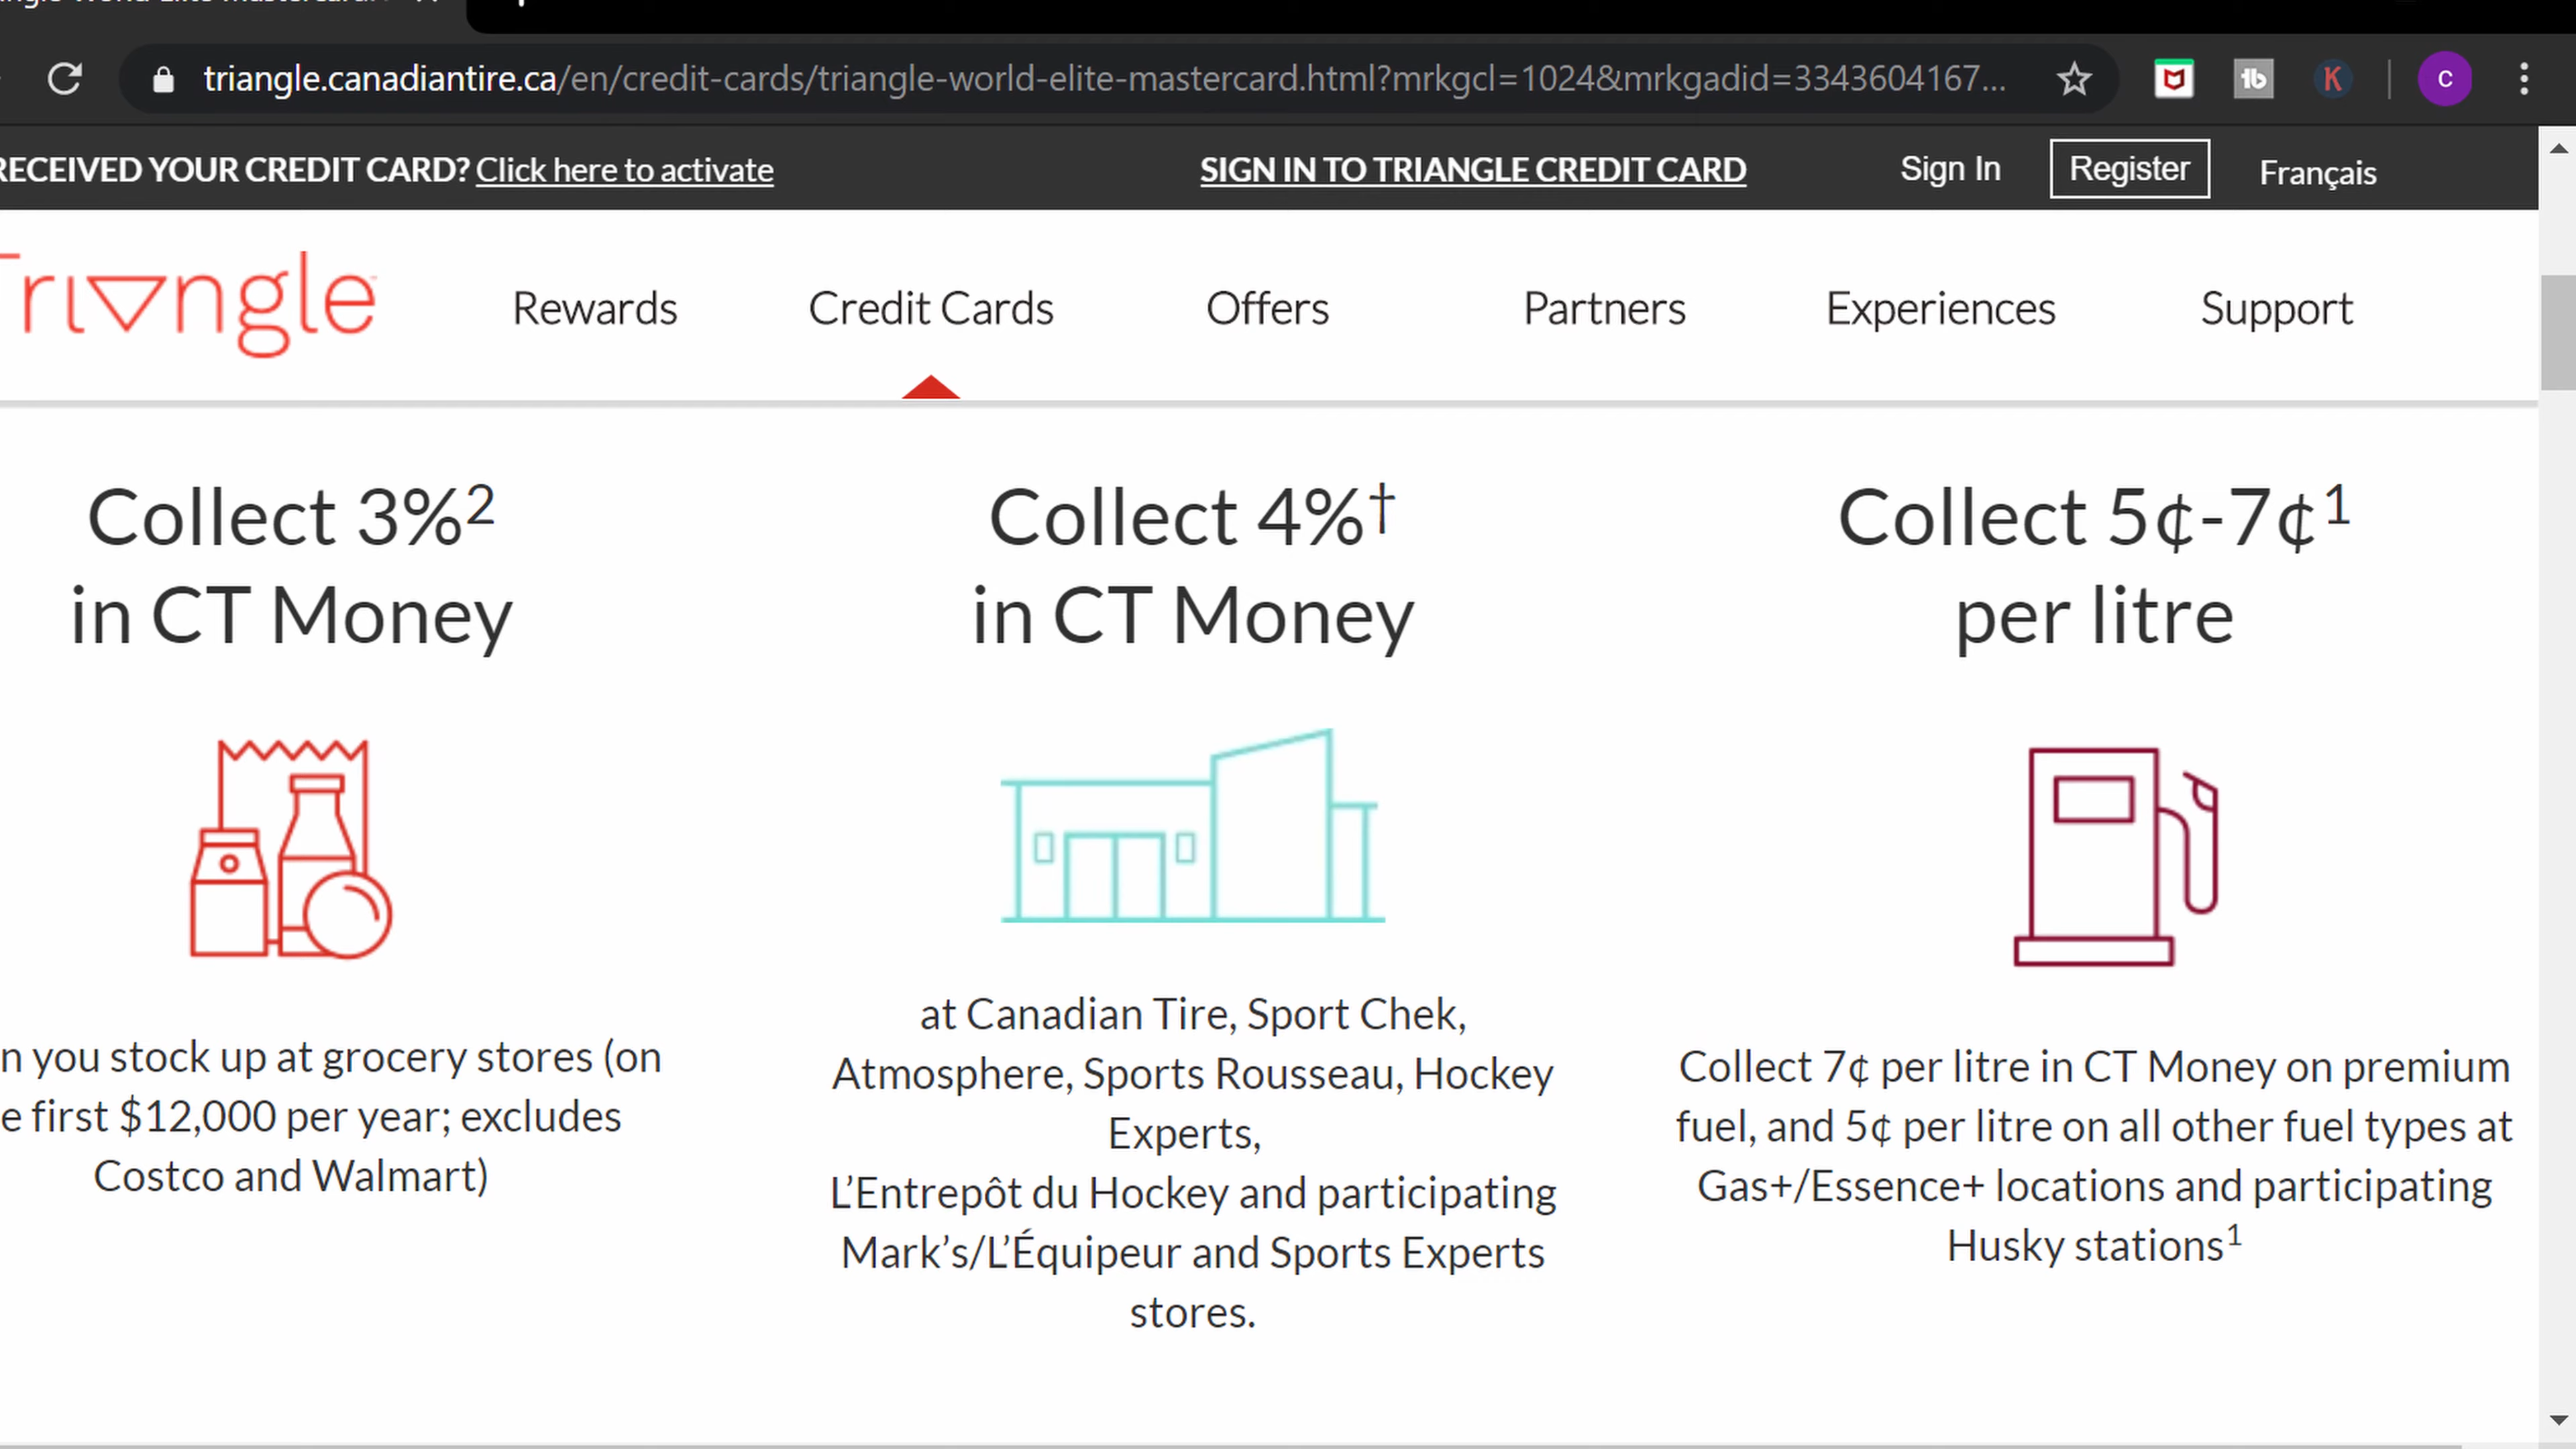 triangle.canadiantire.ca/en/credit-cards/triangle-world-elite-mastercard.html?mrkgcl=1024&mrkgadid=3343604167...
C
RECEIVED YOUR CREDIT CARD? Click here to activate
SIGN IN TO TRIANGLE CREDIT CARD
Sign In
Register
Français
Triangle
Rewards
Credit Cards
Offers
Partners
Experiences
Support
Collect 3%2
in CT Money
n you stock up at grocery stores (on
e first $12,000 per year; excludes
Costco and Walmart)
Collect 4%†
in CT Money
at Canadian Tire, Sport Chek,
Atmosphere, Sports Rousseau, Hockey
Experts,
L’Entrepôt du Hockey and participating
Mark’s/L’Équipeur and Sports Experts
stores.
Collect 5¢-7¢1
per litre
Collect 7¢ per litre in CT Money on premium
fuel, and 5¢ per litre on all other fuel types at
Gas+/Essence+ locations and participating
Husky stations1